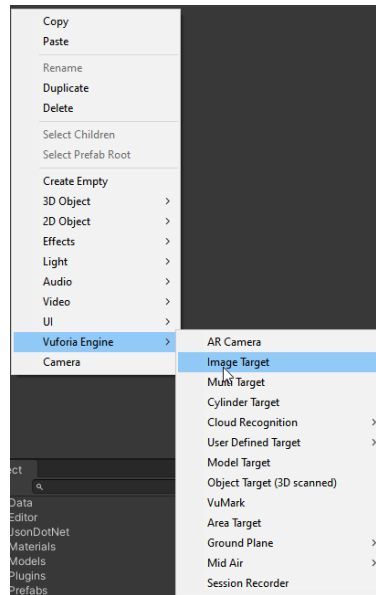 Copy
Paste
Rename
Duplicate
Delete
Select Children
Select Prefab Root
Create Empty
3D Object
2D Object
Effects
Light
Audio
Video
UI
Vuforia Engine
Camera
AR Camera
Image Target
Multi Target
Cylinder Target
Cloud Recognition
User Defined Target
Model Target
Object Target (3D scanned)
VuMark
Area Target
Ground Plane
Mid Air
Session Recorder
ect
Data
Editor
JsonDotNet
Materials
Models
Plugins
Prefabs